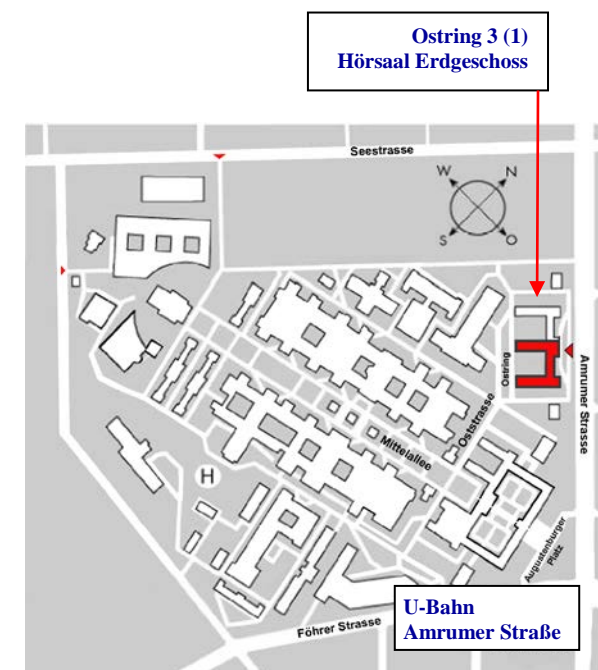 Ostring 3 (1)
Hörsaal Erdgeschoss
Seestrasse
W N
S O
Ostring
Amrumer Strasse
Oststrasse
Mittelallee
H
Augustenburger
Platz
U-Bahn
Amrumer Straße
Föhrer Strasse